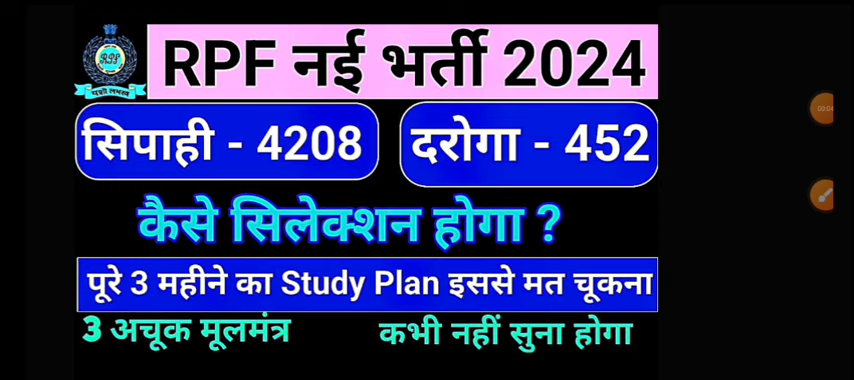 RPF नई भर्ती 2024
सिपाही - 4208 दरोगा - 452
कैसे सिलेक्शन होगा ?
पूरे 3 महीने का Study Plan इससे मत चूकना
3 अचूक मूलमंत्र कभी नहीं सुना होगा